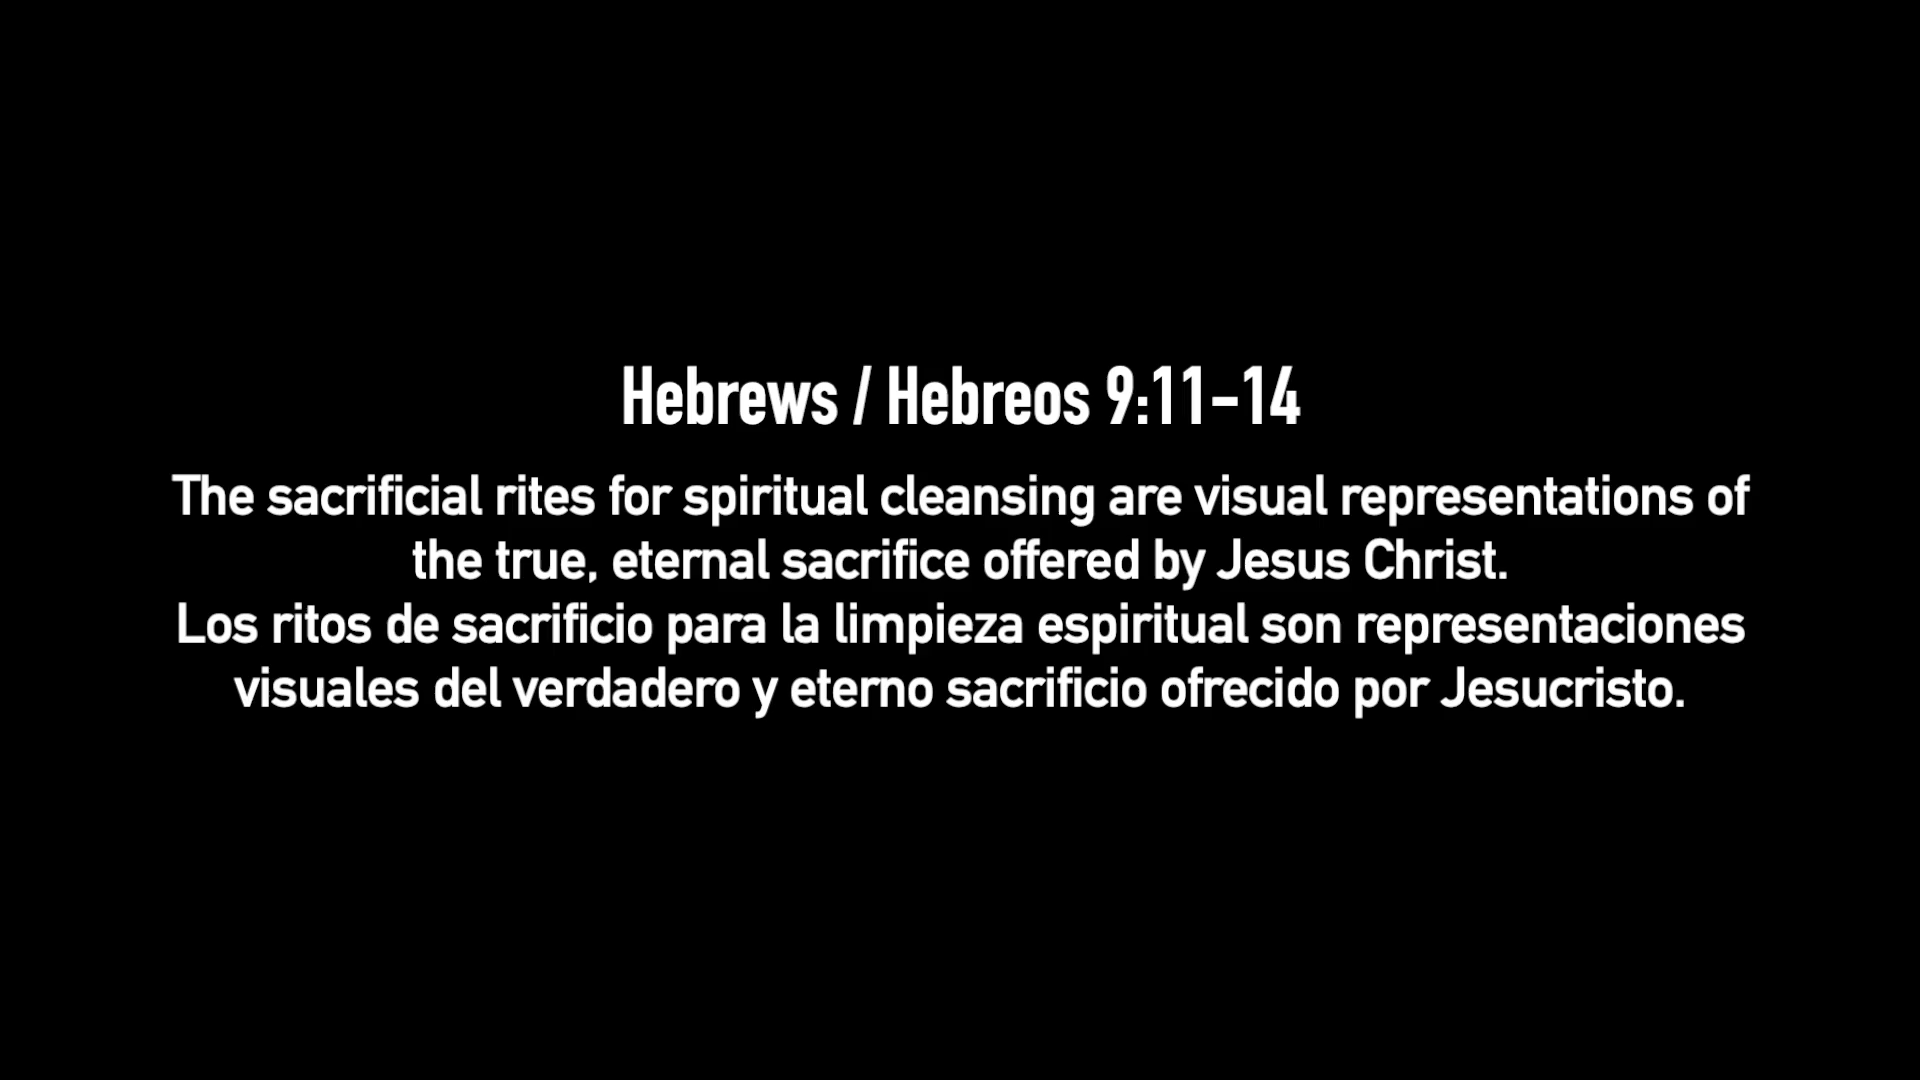 Hebrews / Hebreos 9:11-14
The sacrificial rites for spiritual cleansing are visual representations of
the true, eternal sacrifice offered by Jesus Christ.
Los ritos de sacrificio para la limpieza espiritual son representaciones
visuales del verdadero y eterno sacrificio ofrecido por Jesucristo.